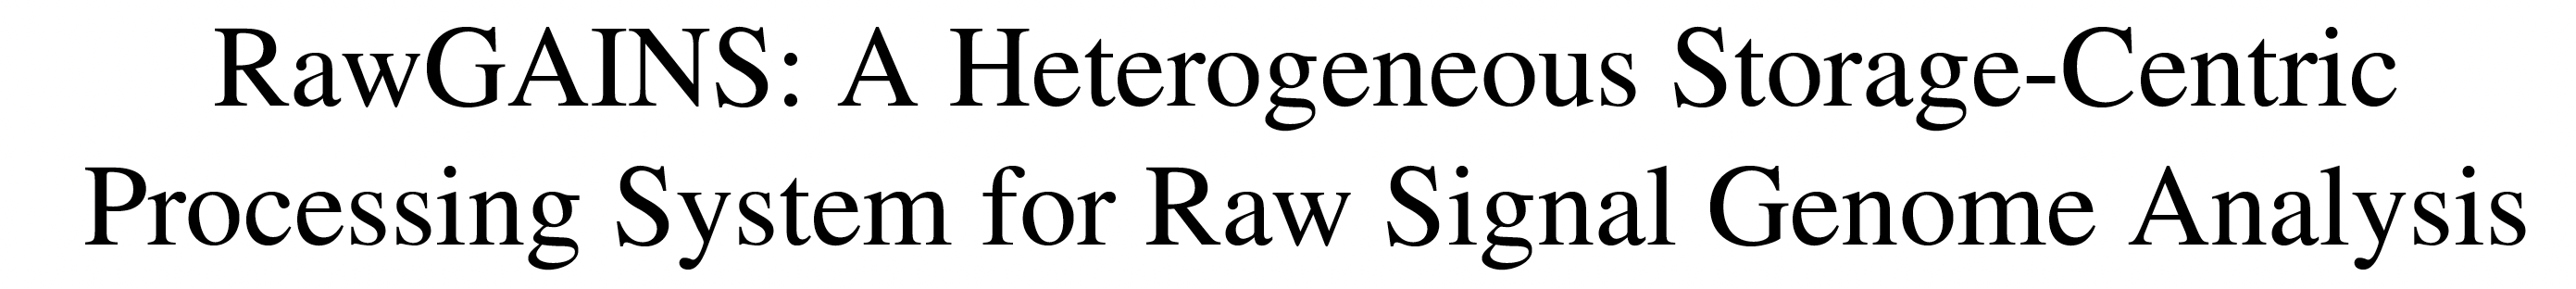 RawGAINS: A Heterogeneous Storage-Centric
Processing System for Raw Signal Genome Analysis